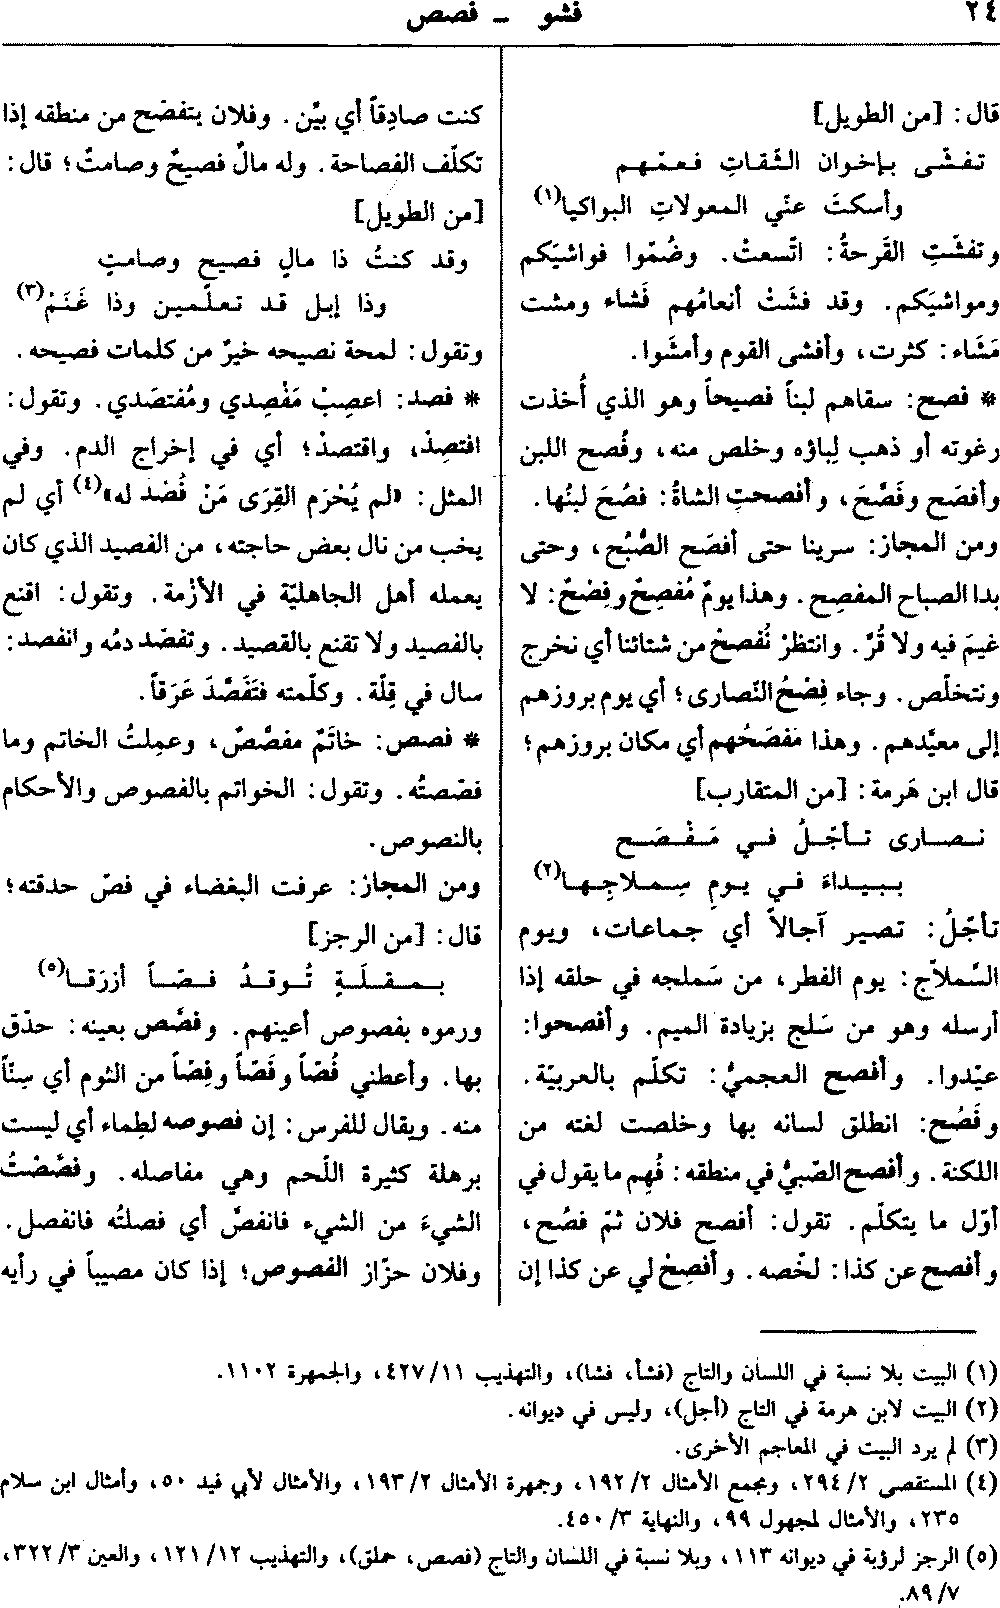 ٢٤
فشو - فصص
قال: [من الطويل]
تفشّى بإخوان الثّقاتِ فعمّهم
وأسكتَ عنّي المعولاتِ البواكيا(١)
وتفشّتِ القَرحةُ: اتّسعتْ. وضُمّوا فواشيَكم
ومواشيَكم. وقد فشَتْ أنعامُهم فَشاء ومشت
مَشَاء: كثرت، وأفشى القوم وأمشَوا.
* فصح: سقاهم لبناً فصيحاً وهو الذي أُخذت
رغوته أو ذهب لِباؤه وخلص منه، وفُصح اللبن
وأفصَح وفَصَّحَ، وأفصحتِ الشاةُ: فصُحَ لبنُها.
ومن المجاز: سرينا حتى أفصَح الصُّبُح، وحتى
بدا الصباح المفصِح. وهذا يومٌ مُفصِحٌ وفِصْحٌ: لا
غيمَ فيه ولا قُرَّ. وانتظرْ نُفصحْ من شتائنا أي نخرج
ونتخلّص. وجاء فِصْحُ النّصارى؛ أي يوم بروزهم
إلى معيَّدهم. وهذا مَفصَحُهم أي مكان بروزهم؛
قال ابن هَرمة: [من المتقارب]
نصارى تأجّلُ في مَفْصَح
ببيداءَ في يومِ سِملاجِها(٢)
تأجّلُ: تصير آجالاً أي جماعات، ويوم
السَّملاّج: يوم الفطر، من سَملجه في حلقه إذا
أرسله وهو من سَلج بزيادة الميم. وأفصحوا:
عيّدوا. وأفصح العجميُّ: تكلّم بالعربيّة.
وفَصُح: انطلق لسانه بها وخلصت لغته من
اللكنة. وأفصح الصّبيُّ في منطقه: فُهِم ما يقول في
أوّل ما يتكلّم. تقول: أفصح فلان ثمّ فصُح،
وأفصح عن كذا: لخّصه. وأفصِحْ لي عن كذا إن
كنت صادِقاً أي بيِّن. وفلان يتفصّح من منطقه إذا
تكلّف الفصاحة. وله مالٌ فصيحٌ وصامتٌ؛ قال:
[من الطويل]
وقد كنتُ ذا مالٍ فصيحٍ وصامتٍ
وذا إبل قد تعلّمين وذا غَنَمْ(٣)
وتقول: لمحة نصيحه خيرٌ من كلمات فصيحه.
* فصد: اعصِبْ مَفْصِدي ومُفتصَدي. وتقول:
افتصِدْ، واقتصدْ؛ أي في إخراج الدم. وفي
المثل: «لم يُحْرَم القِرَى مَنْ فُصْد له»(٤) أي لم
يخب من نال بعض حاجته، من الفصيد الذي كان
يعمله أهل الجاهليّة في الأزْمة. وتقول: اقنع
بالفصيد ولا تقنع بالقصيد. وتفصّد دمُه وانفصد:
سال في قِلّة. وكلّمته فتَفَصَّدَ عَرَقاً.
* فصص: خاتَمٌ مفصَّصٌ، وعمِلتُ الخاتم وما
فصّصتُه. وتقول: الخواتم بالفصوص والأحكام
بالنصوص.
ومن المجاز: عرفت البغضاء في فصّ حدقته؛
قال: [من الرجز]
بمقلَةٍ تُوقدُ فصّاً أزرَقا(٥)
ورموه بفصوص أعينهم. وفصَّص بعينه: حدّق
بها. وأعطني فُصّاً وفَصّاً وفِصّاً من الثوم أي سِنّاً
منه. ويقال للفرس: إن فصوصه لظِماء أي ليست
برهلة كثيرة اللّحم وهي مفاصله. وفصَصْتُ
الشيءَ من الشيء فانفصَّ أي فصلتُه فانفصل.
وفلان حزّاز الفصوص؛ إذا كان مصيباً في رأيه
(١) البيت بلا نسبة في اللسان والتاج (فشأ، فشا)، والتهذيب ٤٢٧/١١، والجمهرة ١١٠٢.
(٢) البيت لابن هرمة في التاج (أجل)، وليس في ديوانه.
(٣) لم يرد البيت في المعاجم الأخرى.
(٤) المستقصى ٢٩٤/٢، ومجمع الأمثال ١٩٢/٢، وجمهرة الأمثال ١٩٣/٢، والأمثال لأبي فيد ٥٠، وأمثال ابن سلام
٢٣٥، والأمثال لمجهول ٩٩، والنهاية ٤٥٠/٣.
(٥) الرجز لرؤبة في ديوانه ١١٣، وبلا نسبة في اللسان والتاج (فصص، حملق)، والتهذيب ١٢١/١٢، والعين ٣٢٢/٣،
٨٩/٧.